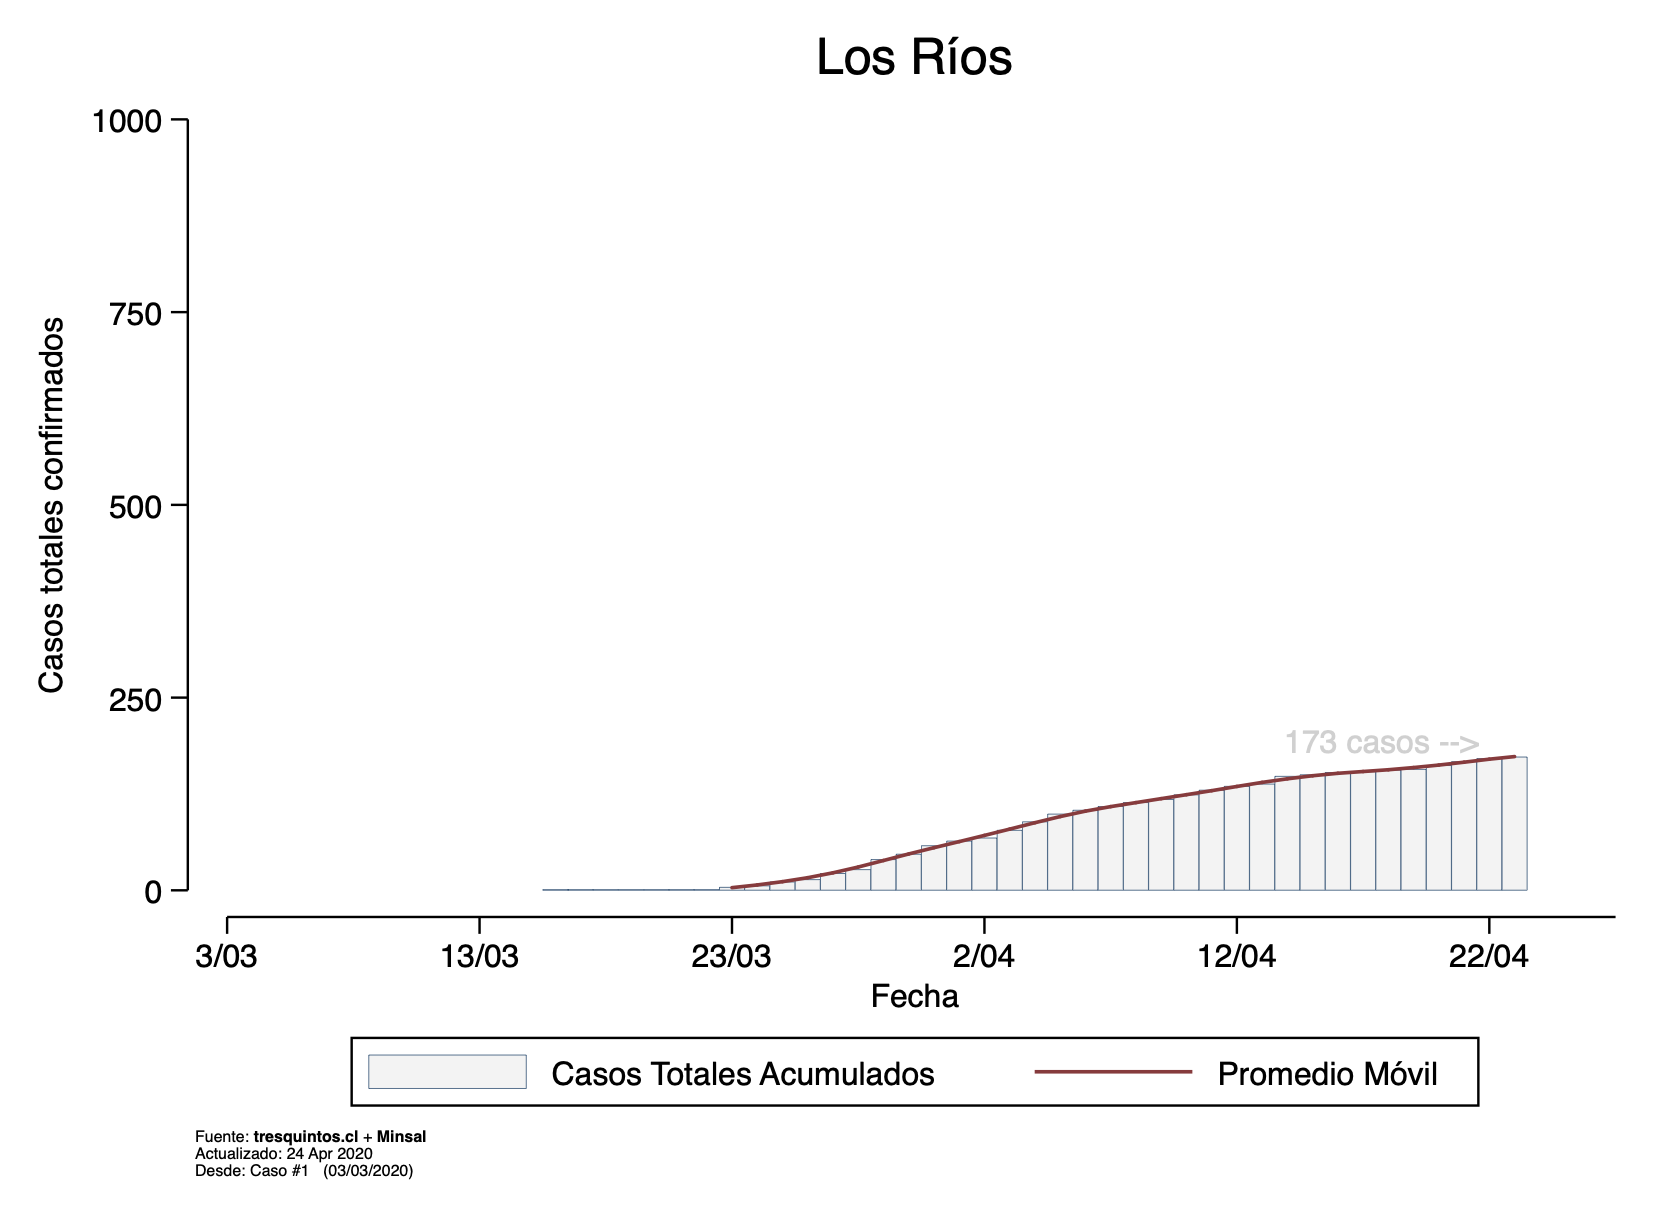 Los Ríos
1000
750
500
250
0
Casos totales confirmados
173 casos -->
3/03 13/03 23/03 2/04 12/04 22/04
Fecha
Casos Totales Acumulados Promedio Móvil
Fuente: tresquintos.cl + Minsal
Actualizado: 24 Apr 2020
Desde: Caso #1 (03/03/2020)